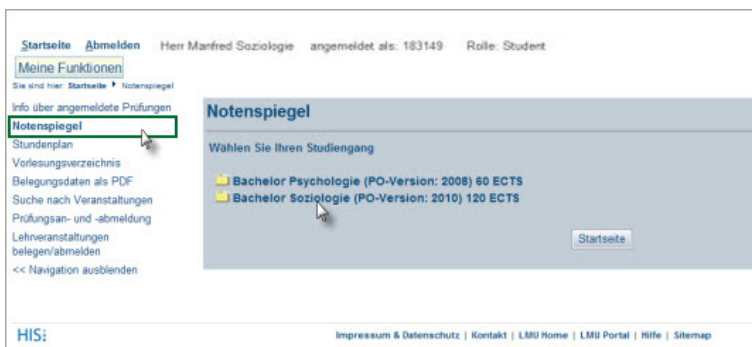 Startseite Abmelden Herr Manfred Soziologie angemeldet als: 183149 Rolle: Student
Meine Funktionen
Sie sind hier: Startseite Notenspiegel
Info über angemeldete Prüfungen
Notenspiegel
Stundenplan
Vorlesungsverzeichnis
Belegungsdaten als PDF
Suche nach Veranstaltungen
Prüfungsan- und -abmeldung
Lehrveranstaltungen
belegen/abmelden
<< Navigation ausblenden
Notenspiegel
Wählen Sie Ihren Studiengang
Bachelor Psychologie (PO-Version: 2008) 60 ECTS
Bachelor Soziologie (PO-Version: 2010) 120 ECTS
Startseite
HIS:
Impressum & Datenschutz | Kontakt | LMU Home | LMU Portal | Hilfe | Sitemap